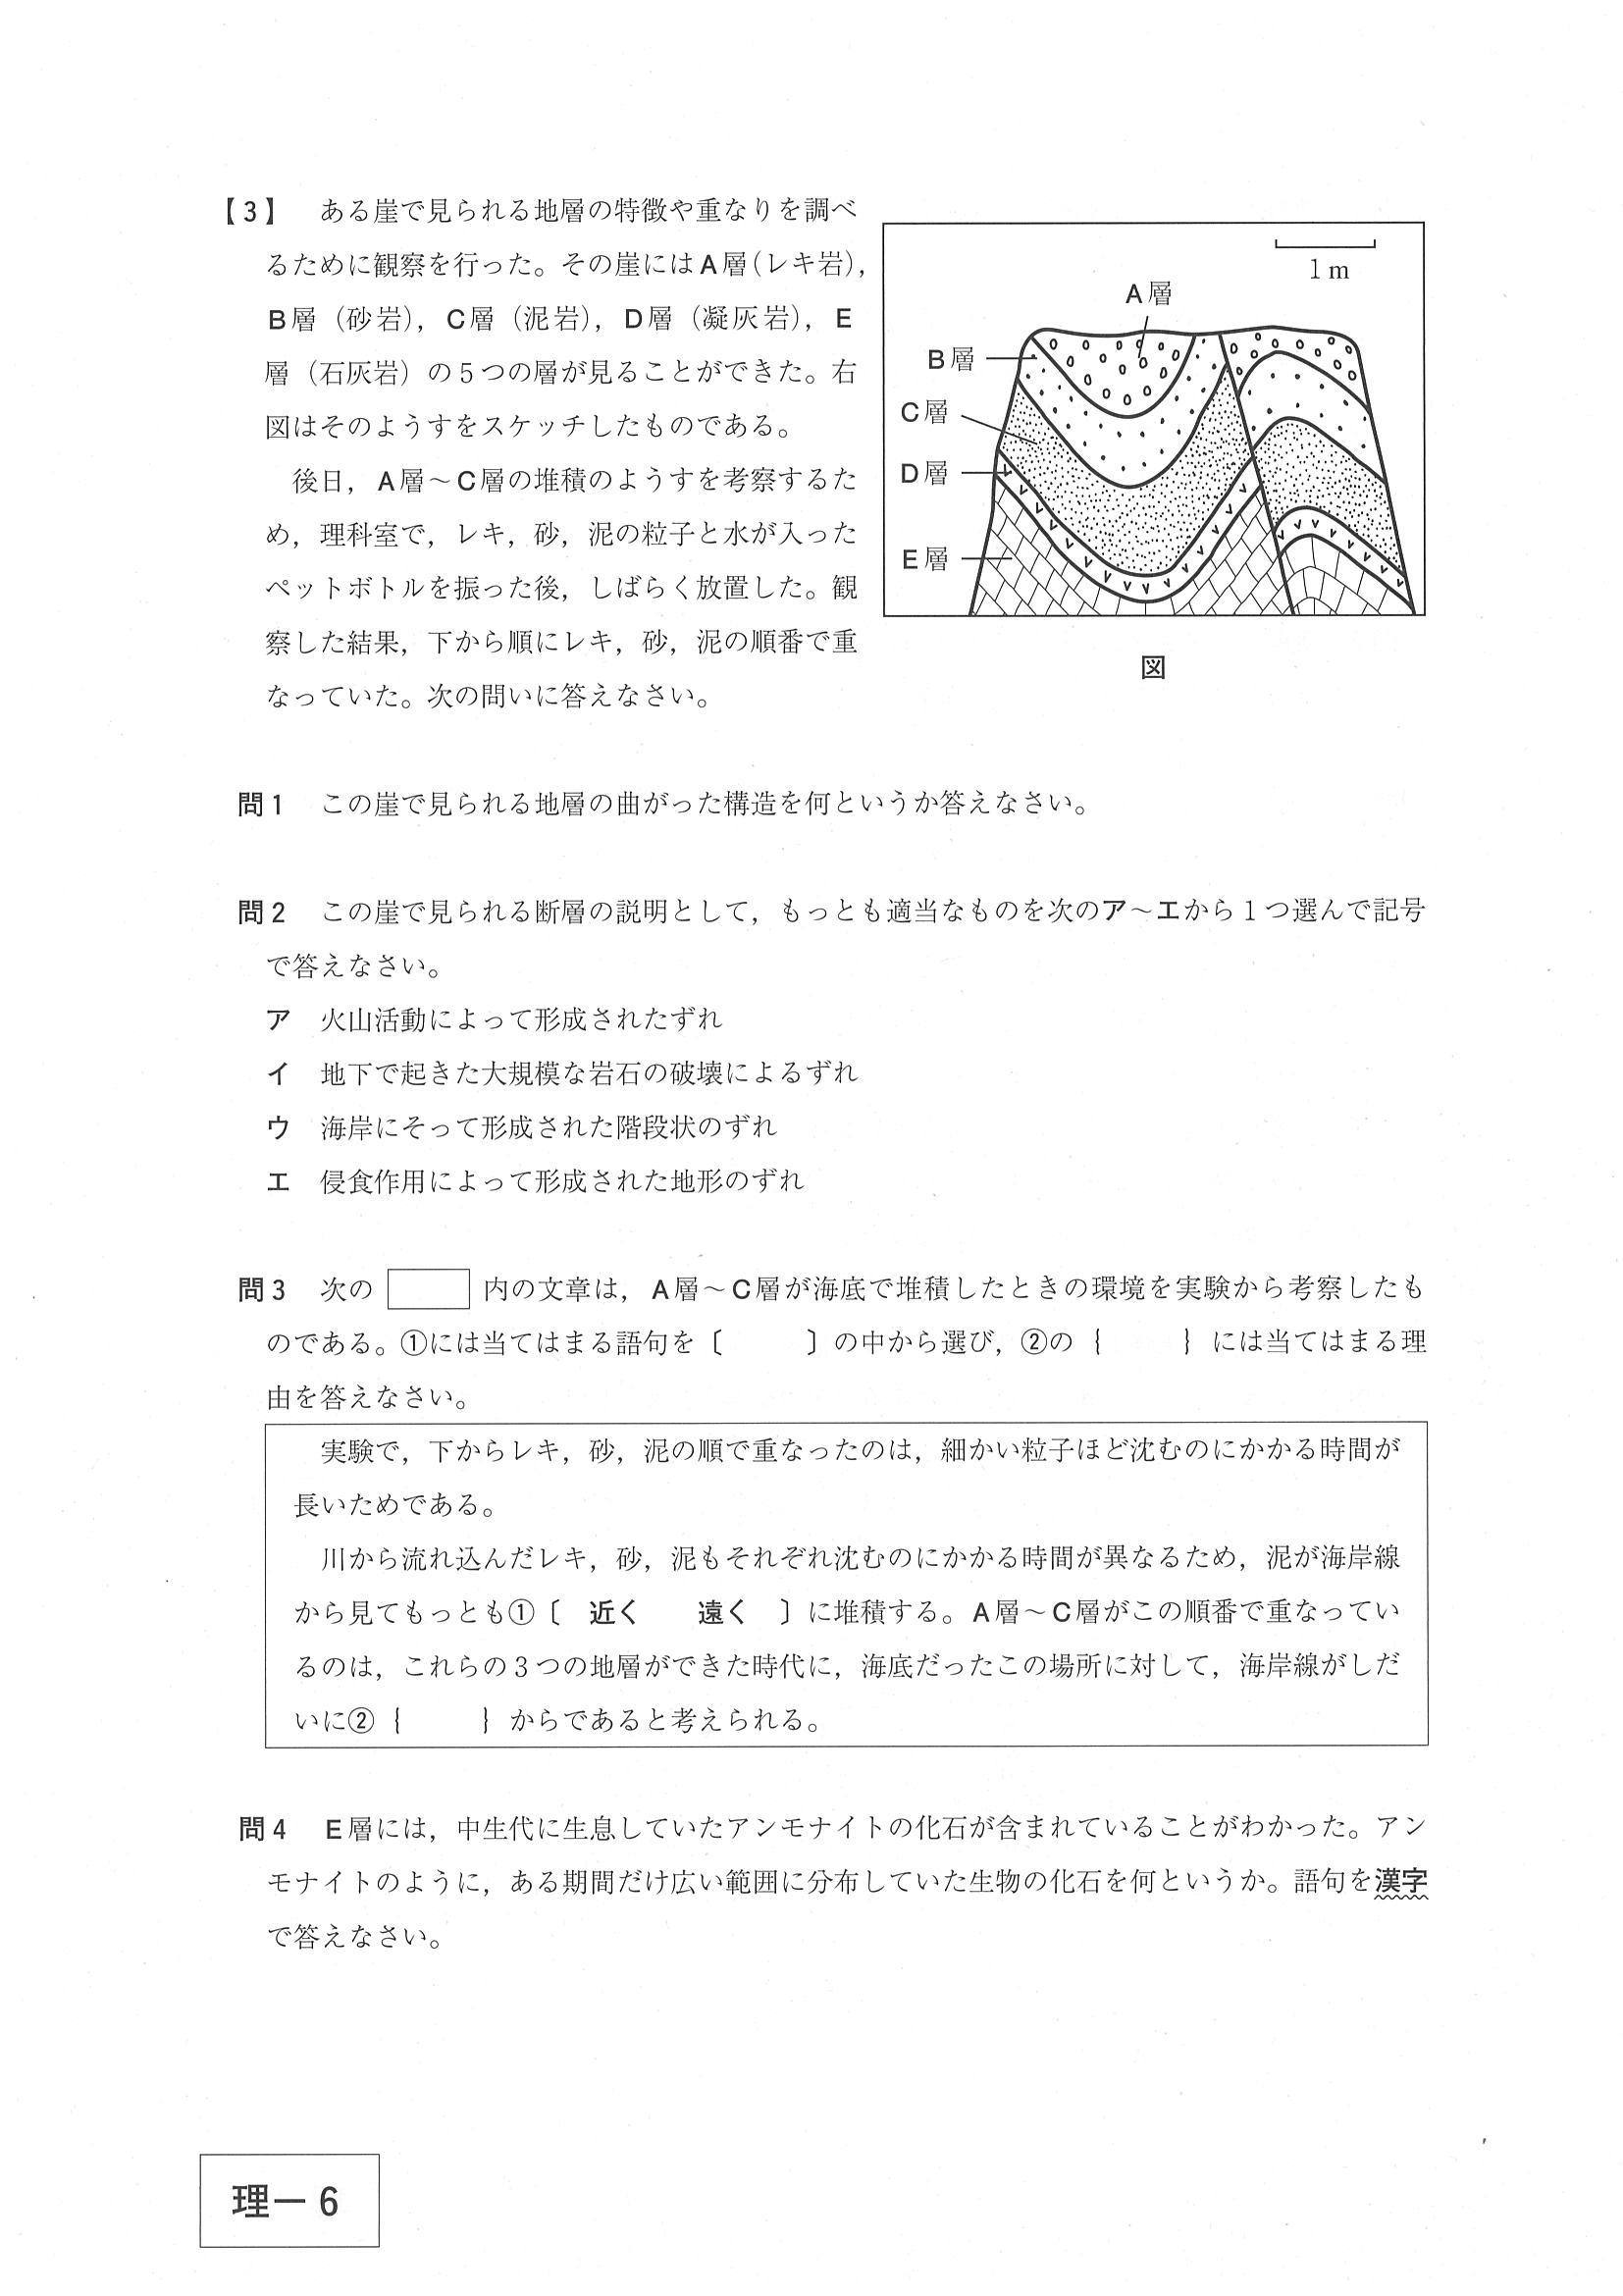 【３】　ある崖で見られる地層の特徴や重なりを調べ
るために観察を行った。その崖にはＡ層（レキ岩），
Ｂ層（砂岩），Ｃ層（泥岩），Ｄ層（凝灰岩），Ｅ
層（石灰岩）の５つの層が見ることができた。右
図はそのようすをスケッチしたものである。
　後日，Ａ層～Ｃ層の堆積のようすを考察するた
め，理科室で，レキ，砂，泥の粒子と水が入った
ペットボトルを振った後，しばらく放置した。観
察した結果，下から順にレキ，砂，泥の順番で重
なっていた。次の問いに答えなさい。
1 m
Ａ層
Ｂ層
Ｃ層
Ｄ層
Ｅ層
図
問１　この崖で見られる地層の曲がった構造を何というか答えなさい。
問２　この崖で見られる断層の説明として，もっとも適当なものを次のア～エから１つ選んで記号
で答えなさい。
ア　火山活動によって形成されたずれ
イ　地下で起きた大規模な岩石の破壊によるずれ
ウ　海岸にそって形成された階段状のずれ
エ　侵食作用によって形成された地形のずれ
問３　次の　　　内の文章は，Ａ層～Ｃ層が海底で堆積したときの環境を実験から考察したも
のである。①には当てはまる語句を〔　　　〕の中から選び，②の｛　　　｝には当てはまる理
由を答えなさい。
　実験で，下からレキ，砂，泥の順で重なったのは，細かい粒子ほど沈むのにかかる時間が
長いためである。
　川から流れ込んだレキ，砂，泥もそれぞれ沈むのにかかる時間が異なるため，泥が海岸線
から見てもっとも①〔　近く　　遠く　〕に堆積する。Ａ層～Ｃ層がこの順番で重なってい
るのは，これらの３つの地層ができた時代に，海底だったこの場所に対して，海岸線がしだ
いに②｛　　　｝からであると考えられる。
問４　Ｅ層には，中生代に生息していたアンモナイトの化石が含まれていることがわかった。アン
モナイトのように，ある期間だけ広い範囲に分布していた生物の化石を何というか。語句を漢字
で答えなさい。
理－６